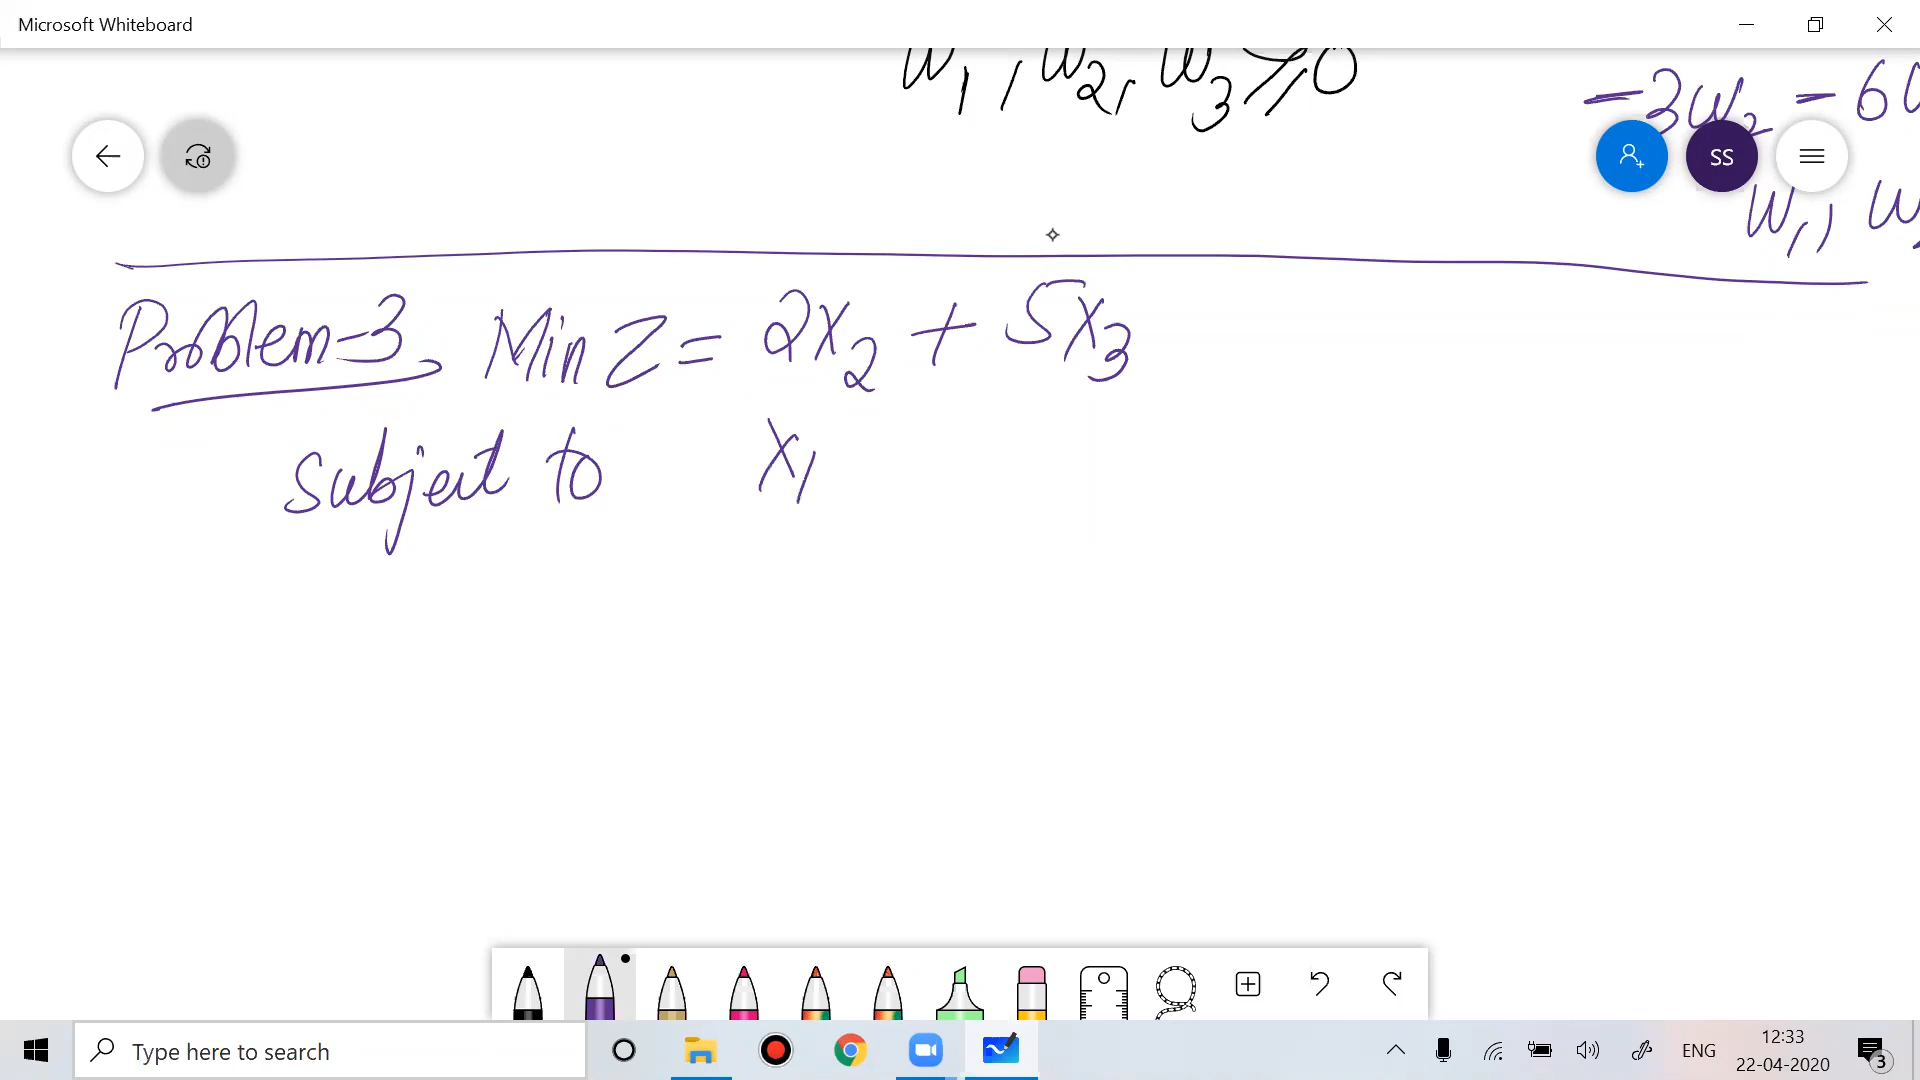 Microsoft Whiteboard
w₁, w₂, w₃ ≥ 0
-3w₂ - 6
SS
w₁, w
Problem-3, Min Z = 2x₂ + 5x₃
subject to x₁
Type here to search
ENG
12:33
22-04-2020
3